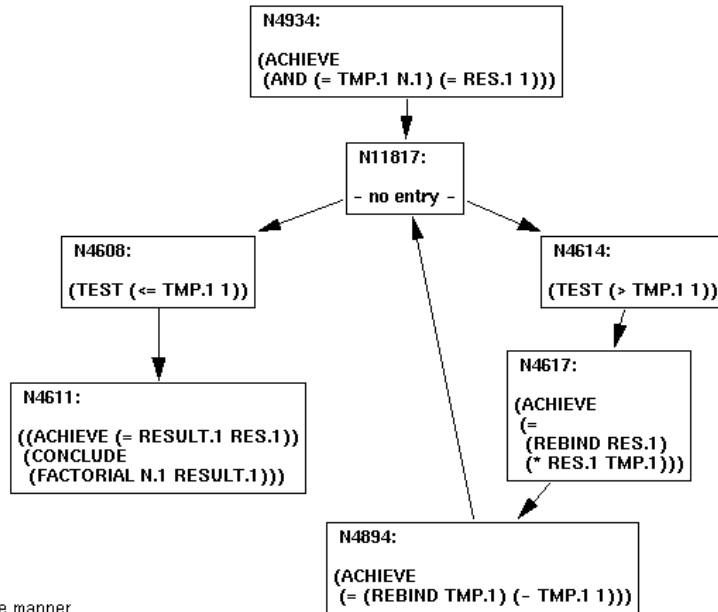 N4934:
(ACHIEVE
(AND (= TMP.1 N.1) (= RES.1 1)))
N11817:
- no entry -
N4608:
(TEST (<= TMP.1 1))
N4614:
(TEST (> TMP.1 1))
N4611:
((ACHIEVE (= RESULT.1 RES.1))
(CONCLUDE
(FACTORIAL N.1 RESULT.1)))
N4617:
(ACHIEVE
(=
(REBIND RES.1)
(* RES.1 TMP.1)))
N4894:
(ACHIEVE
(= (REBIND TMP.1) (- TMP.1 1)))
manner